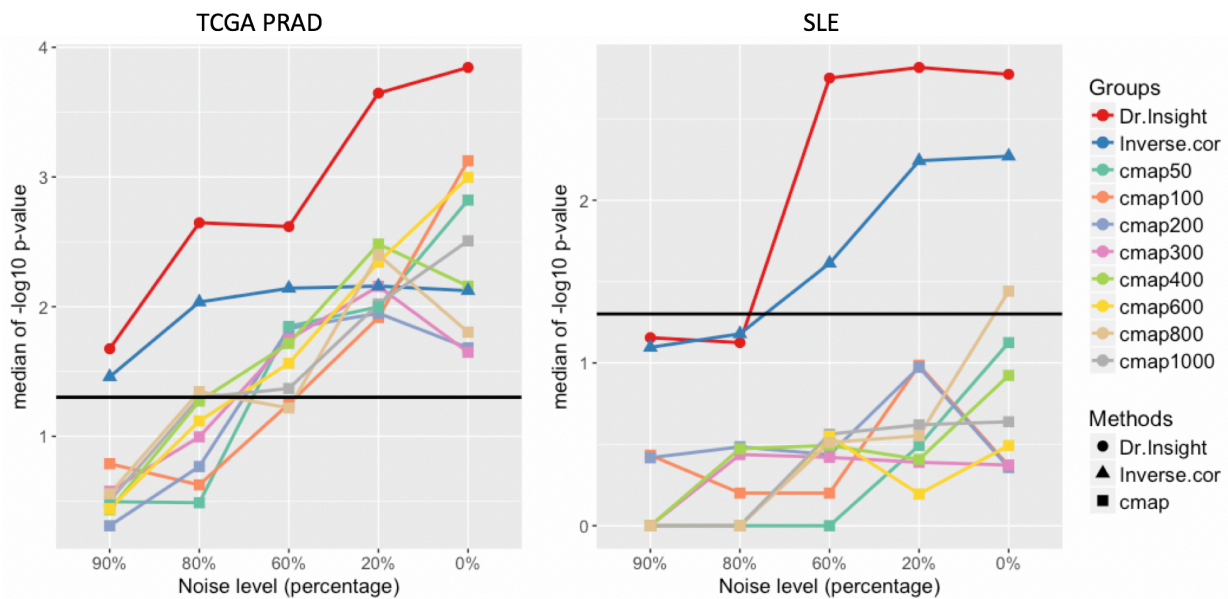 TCGA PRAD
median of -log10 p-value
4
3
2
1
90%
80%
60%
20%
0%
Noise level (percentage)
SLE
median of -log10 p-value
2
1
0
90%
80%
60%
20%
0%
Noise level (percentage)
Groups
Dr.Insight
Inverse.cor
cmap50
cmap100
cmap200
cmap300
cmap400
cmap600
cmap800
cmap1000
Methods
Dr.Insight
Inverse.cor
cmap